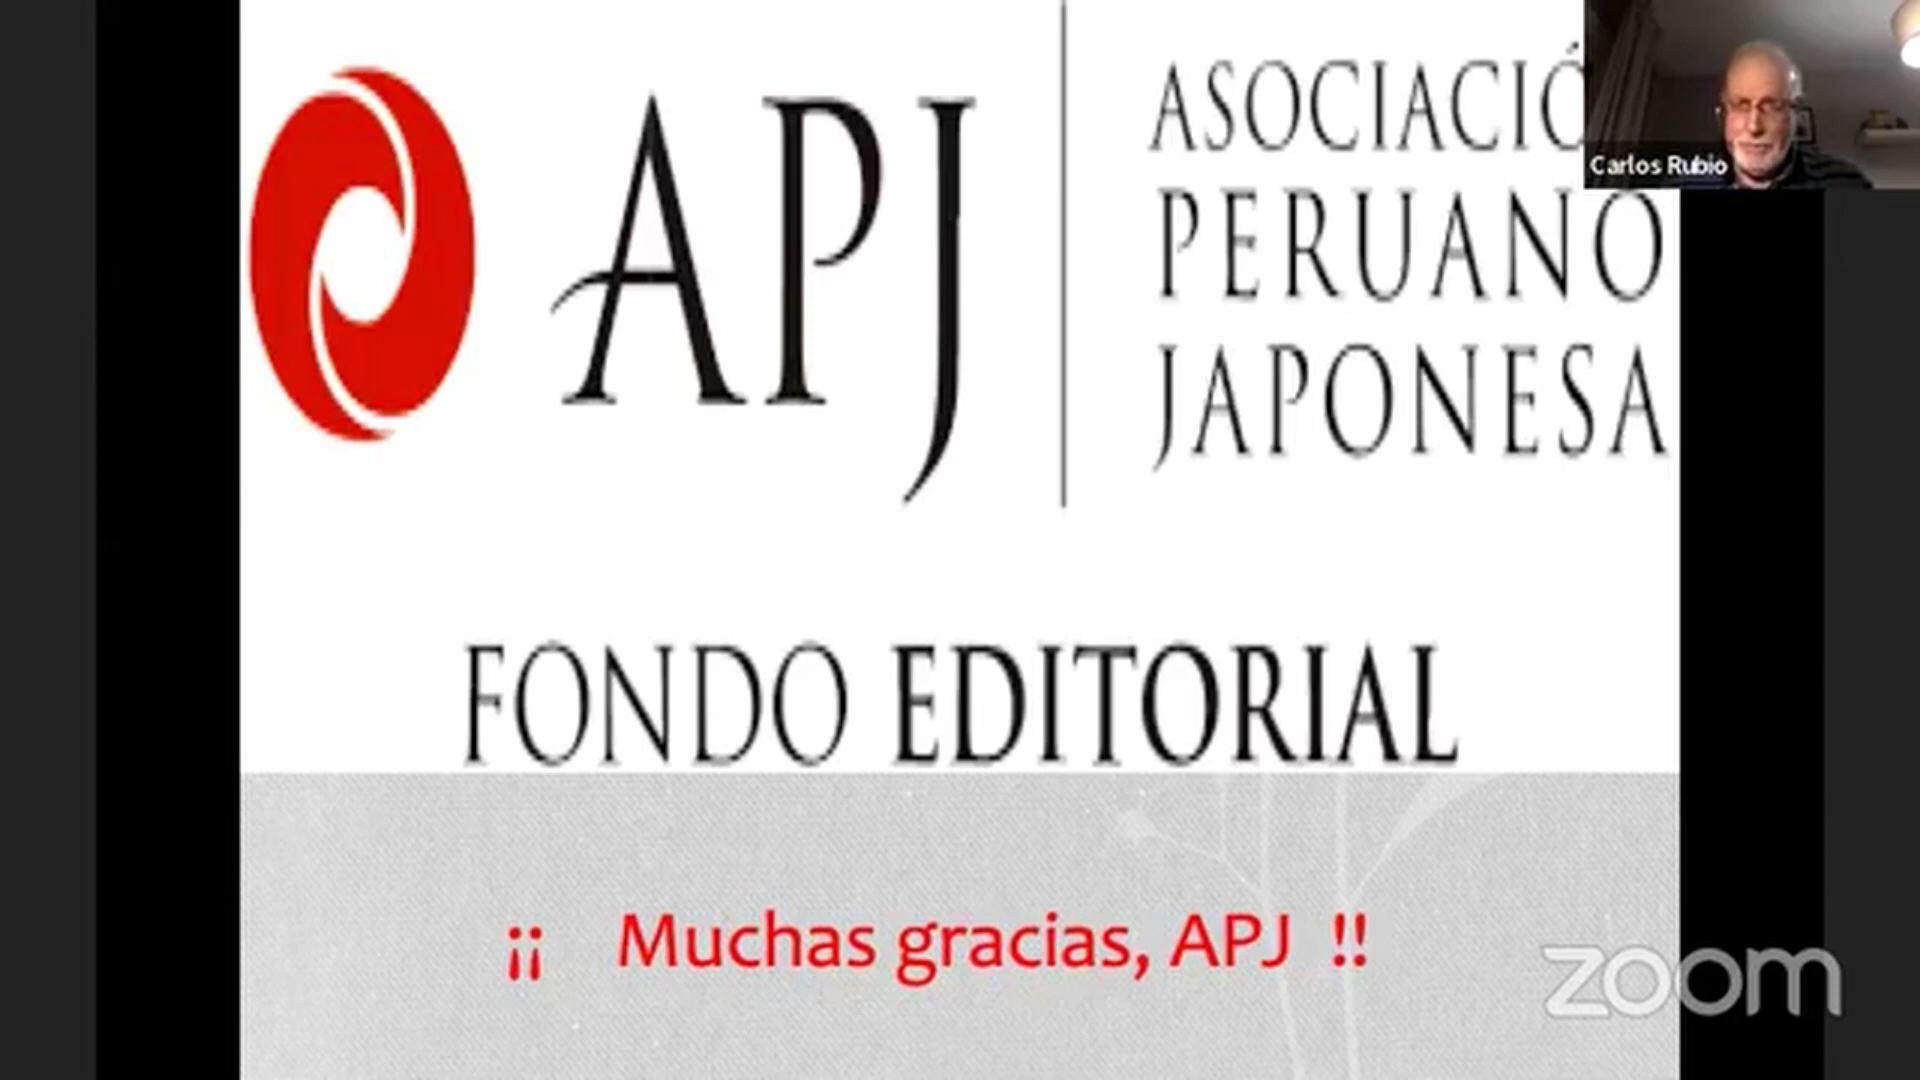 APJ
ASOCIACIÓ
PERUANO
JAPONESA
Carlos Rubio
FONDO EDITORIAL
¡¡ Muchas gracias, APJ !!
zoom